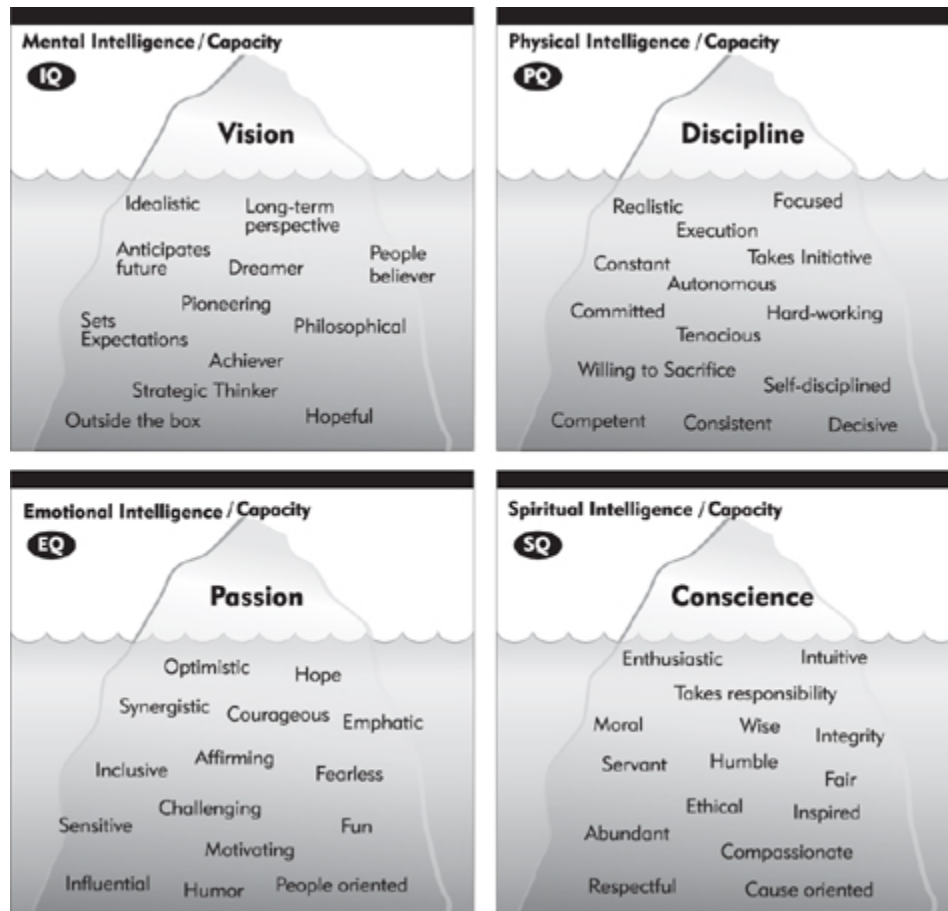 Mental Intelligence / Capacity
IQ
Vision
Idealistic
Long-term
perspective
Anticipates
future
Dreamer
People
believer
Pioneering
Sets
Expectations
Philosophical
Achiever
Strategic Thinker
Outside the box
Hopeful
Physical Intelligence / Capacity
PQ
Discipline
Realistic
Focused
Execution
Constant
Takes Initiative
Autonomous
Committed
Hard-working
Tenacious
Willing to Sacrifice
Self-disciplined
Competent
Consistent
Decisive
Emotional Intelligence / Capacity
EQ
Passion
Optimistic
Hope
Synergistic
Courageous
Emphatic
Affirming
Inclusive
Fearless
Challenging
Sensitive
Fun
Motivating
Influential
Humor
People oriented
Spiritual Intelligence / Capacity
SQ
Conscience
Enthusiastic
Intuitive
Takes responsibility
Moral
Wise
Integrity
Servant
Humble
Fair
Ethical
Inspired
Abundant
Compassionate
Respectful
Cause oriented